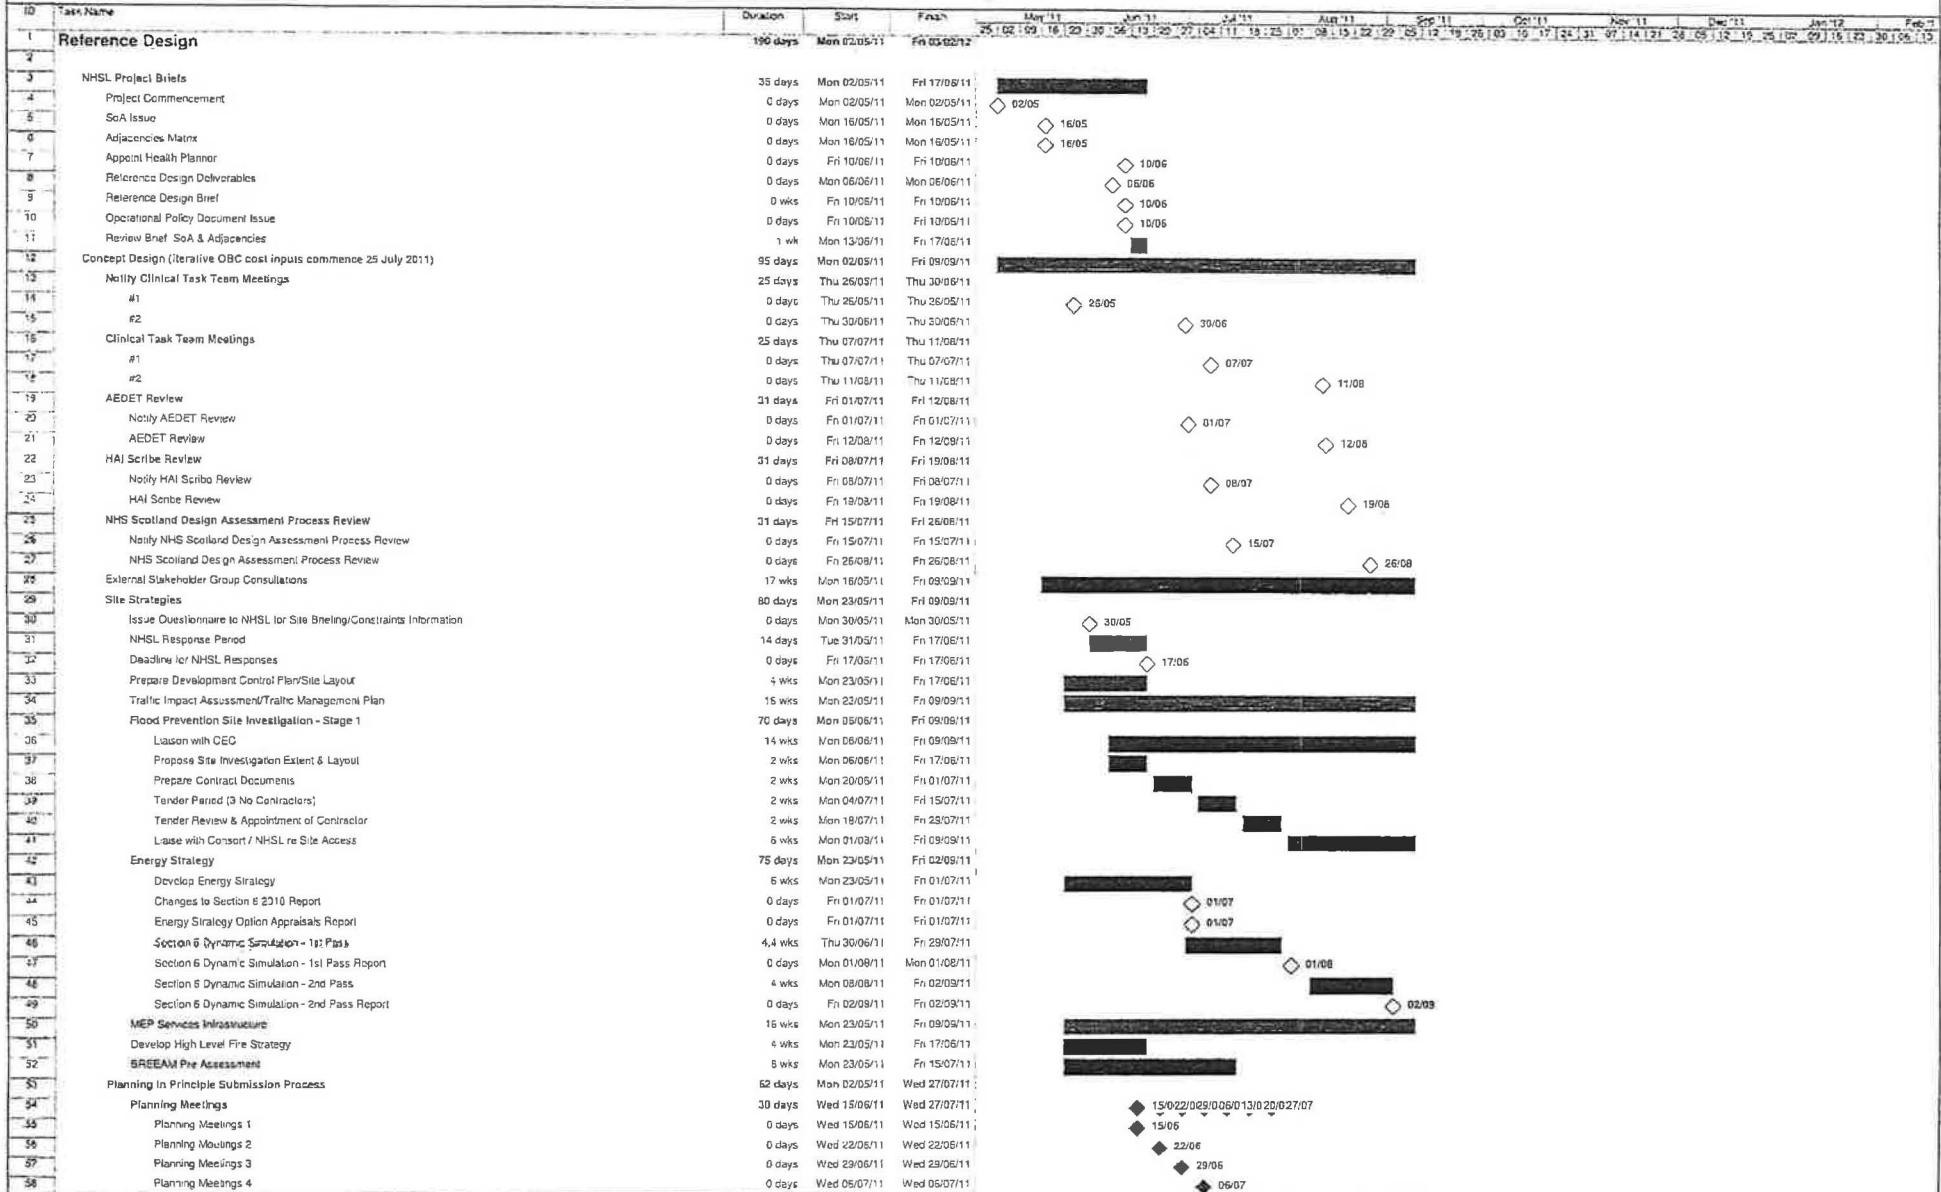 ID Task Name Duration Start Finish May '11 Jun '11 Jul '11 Aug '11 Sep '11 Oct '11 Nov '11 Dec '11 Jan '12 Feb '1
1 Reference Design 190 days Mon 02/05/11 Fri 03/02/12
2
3 NHSL Project Briefs 35 days Mon 02/05/11 Fri 17/06/11
4 Project Commencement 0 days Mon 02/05/11 Mon 02/05/11 02/05
5 SoA Issue 0 days Mon 16/05/11 Mon 16/05/11 16/05
6 Adjacencies Matrix 0 days Mon 16/05/11 Mon 16/05/11 16/05
7 Appoint Health Plannor 0 days Fri 10/06/11 Fri 10/06/11 10/06
8 Reference Design Deliverables 0 days Mon 06/06/11 Mon 06/06/11 06/06
9 Reference Design Brief 0 wks Fri 10/06/11 Fri 10/06/11 10/06
10 Operational Policy Document Issue 0 days Fri 10/06/11 Fri 10/06/11 10/06
11 Review Brief SoA & Adjacencies 1 wk Mon 13/06/11 Fri 17/06/11
12 Concept Design (iterative OBC cost inputs commence 25 July 2011) 95 days Mon 02/05/11 Fri 09/09/11
13 Notify Clinical Task Team Meetings 25 days Thu 26/05/11 Thu 30/06/11
14 #1 0 days Thu 26/05/11 Thu 26/05/11 26/05
15 #2 0 days Thu 30/06/11 Thu 30/06/11 30/06
16 Clinical Task Team Meetings 25 days Thu 07/07/11 Thu 11/08/11
17 #1 0 days Thu 07/07/11 Thu 07/07/11 07/07
18 #2 0 days Thu 11/08/11 Thu 11/08/11 11/08
19 AEDET Review 31 days Fri 01/07/11 Fri 12/08/11
20 Notify AEDET Review 0 days Fri 01/07/11 Fri 01/07/11 01/07
21 AEDET Review 0 days Fri 12/08/11 Fri 12/08/11 12/08
22 HAI Scribe Review 31 days Fri 08/07/11 Fri 19/08/11
23 Notify HAI Scribe Review 0 days Fri 08/07/11 Fri 08/07/11 08/07
24 HAI Scribe Review 0 days Fri 19/08/11 Fri 19/08/11 19/08
25 NHS Scotland Design Assessment Process Review 31 days Fri 15/07/11 Fri 26/08/11
26 Notify NHS Scotland Design Assessment Process Review 0 days Fri 15/07/11 Fri 15/07/11 15/07
27 NHS Scotland Design Assessment Process Review 0 days Fri 26/08/11 Fri 26/08/11 26/08
28 External Stakeholder Group Consultations 17 wks Mon 16/05/11 Fri 09/09/11
29 Site Strategies 80 days Mon 23/05/11 Fri 09/09/11
30 Issue Questionnaire to NHSL for Site Briefing/Constraints Information 0 days Mon 30/05/11 Mon 30/05/11 30/05
31 NHSL Response Period 14 days Tue 31/05/11 Fri 17/06/11
32 Deadline for NHSL Responses 0 days Fri 17/06/11 Fri 17/06/11 17/06
33 Prepare Development Control Plan/Site Layout 4 wks Mon 23/05/11 Fri 17/06/11
34 Traffic Impact Assessment/Traffic Management Plan 16 wks Mon 23/05/11 Fri 09/09/11
35 Flood Prevention Site Investigation - Stage 1 70 days Mon 06/06/11 Fri 09/09/11
36 Liaison with CEC 14 wks Mon 06/06/11 Fri 09/09/11
37 Propose Site Investigation Extent & Layout 2 wks Mon 06/06/11 Fri 17/06/11
38 Prepare Contract Documents 2 wks Mon 20/06/11 Fri 01/07/11
39 Tender Period (3 No Contractors) 2 wks Mon 04/07/11 Fri 15/07/11
40 Tender Review & Appointment of Contractor 2 wks Mon 18/07/11 Fri 29/07/11
41 Liaise with Consort / NHSL re Site Access 6 wks Mon 01/08/11 Fri 09/09/11
42 Energy Strategy 75 days Mon 23/05/11 Fri 02/09/11
43 Develop Energy Strategy 6 wks Mon 23/05/11 Fri 01/07/11
44 Changes to Section 6 2010 Report 0 days Fri 01/07/11 Fri 01/07/11 01/07
45 Energy Strategy Option Appraisals Report 0 days Fri 01/07/11 Fri 01/07/11 01/07
46 Section 6 Dynamic Simulation - 1st Pass 4.4 wks Thu 30/06/11 Fri 29/07/11
47 Section 6 Dynamic Simulation - 1st Pass Report 0 days Mon 01/08/11 Mon 01/08/11 01/08
48 Section 6 Dynamic Simulation - 2nd Pass 4 wks Mon 08/08/11 Fri 02/09/11
49 Section 6 Dynamic Simulation - 2nd Pass Report 0 days Fri 02/09/11 Fri 02/09/11 02/09
50 MEP Services Infrastructure 16 wks Mon 23/05/11 Fri 09/09/11
51 Develop High Level Fire Strategy 4 wks Mon 23/05/11 Fri 17/06/11
52 BREEAM Pre Assessment 8 wks Mon 23/05/11 Fri 15/07/11
53 Planning In Principle Submission Process 62 days Mon 02/05/11 Wed 27/07/11
54 Planning Meetings 30 days Wed 15/06/11 Wed 27/07/11
55 Planning Meetings 1 0 days Wed 15/06/11 Wed 15/06/11 15/06
56 Planning Meetings 2 0 days Wed 22/06/11 Wed 22/06/11 22/06
57 Planning Meetings 3 0 days Wed 29/06/11 Wed 29/06/11 29/06
58 Planning Meetings 4 0 days Wed 06/07/11 Wed 06/07/11 06/07